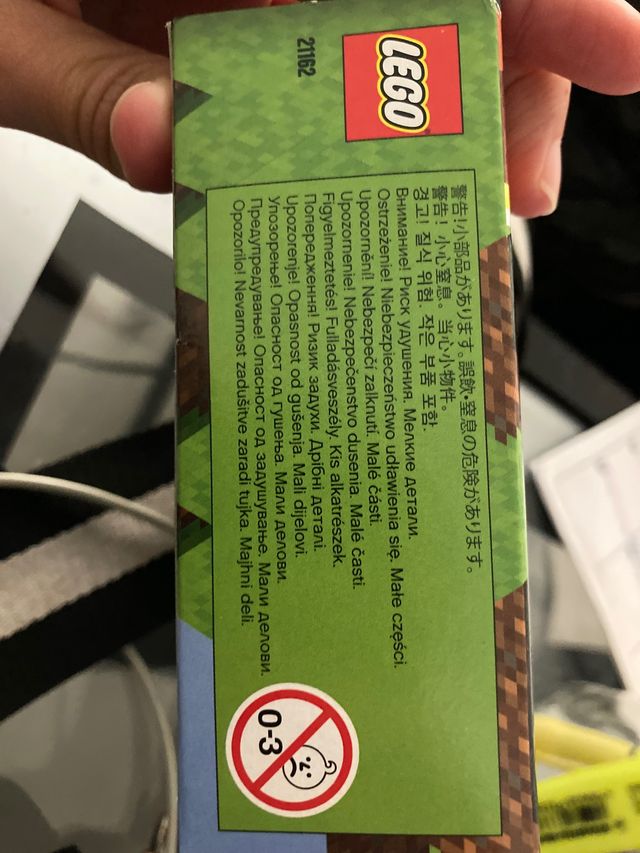 LEGO
21162
警告!小部品があります。誤飲・窒息の危険があります。
警告! 小心窒息。当心小物件。
경고! 질식 위험. 작은 부품 포함.
Внимание! Риск удушения. Мелкие детали.
Ostrzeżenie! Niebezpieczeństwo udławienia się. Małe części.
Upozornění! Nebezpečí zalknutí. Malé části.
Upozornenie! Nebezpečenstvo dusenia. Malé časti.
Figyelmeztetés! Fulladásveszély. Kis alkatrészek.
Попередження! Ризик задухи. Дрібні деталі.
Upozorenje! Opasnost od gušenja. Mali dijelovi.
Упозорење! Опасност од гушења. Мали делови.
Предупредување! Опасност од задушување. Мали делови.
Opozorilo! Nevarnost zadušitve zaradi tujka. Majhni deli.
0-3